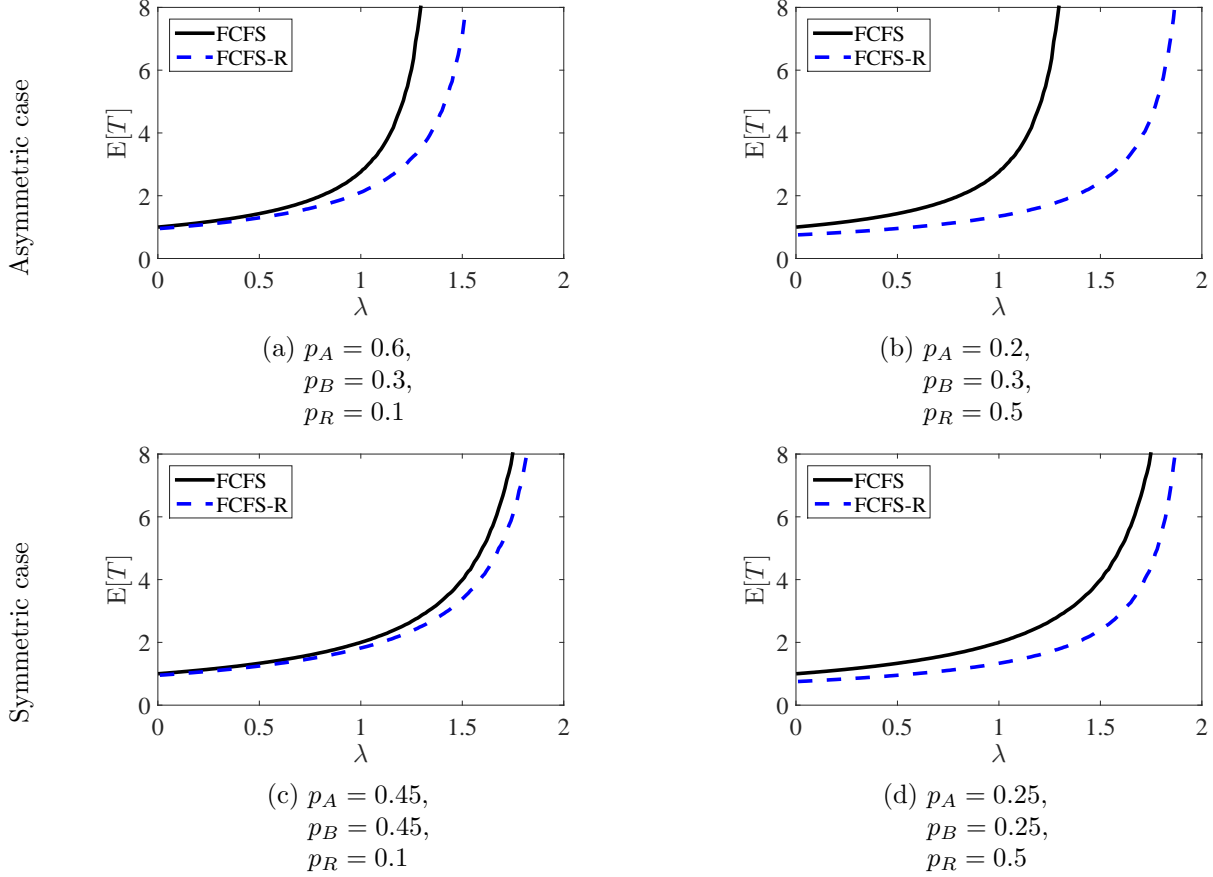 Asymmetric case
8
6
4
2
0
E[T]
FCFS
FCFS-R
0 0.5 1 1.5 2
λ
(a) p_A = 0.6,
p_B = 0.3,
p_R = 0.1
8
6
4
2
0
E[T]
FCFS
FCFS-R
0 0.5 1 1.5 2
λ
(b) p_A = 0.2,
p_B = 0.3,
p_R = 0.5
Symmetric case
8
6
4
2
0
E[T]
FCFS
FCFS-R
0 0.5 1 1.5 2
λ
(c) p_A = 0.45,
p_B = 0.45,
p_R = 0.1
8
6
4
2
0
E[T]
FCFS
FCFS-R
0 0.5 1 1.5 2
λ
(d) p_A = 0.25,
p_B = 0.25,
p_R = 0.5